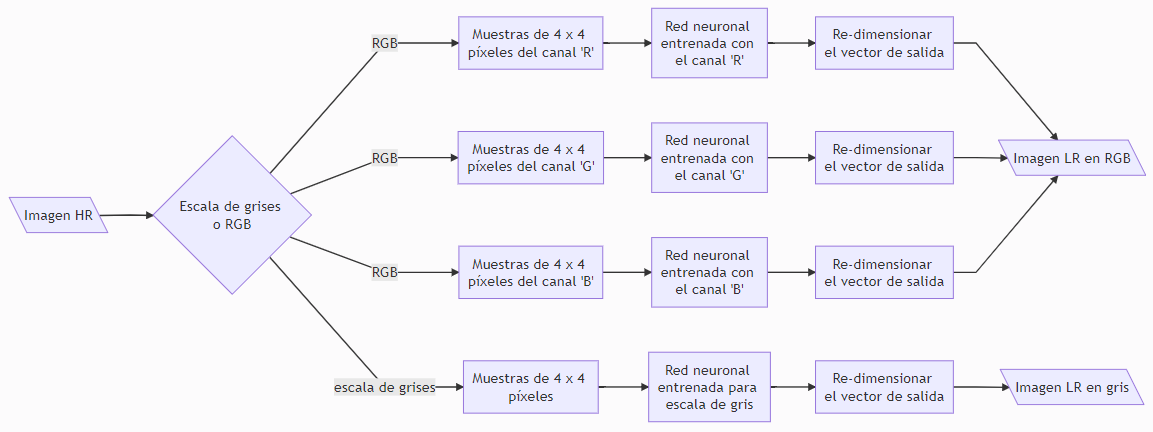 Imagen HR
Escala de grises
o RGB
RGB
Muestras de 4 x 4
píxeles del canal 'R'
Red neuronal
entrenada con
el canal 'R'
Re-dimensionar
el vector de salida
RGB
Muestras de 4 x 4
píxeles del canal 'G'
Red neuronal
entrenada con
el canal 'G'
Re-dimensionar
el vector de salida
Imagen LR en RGB
RGB
Muestras de 4 x 4
píxeles del canal 'B'
Red neuronal
entrenada con
el canal 'B'
Re-dimensionar
el vector de salida
escala de grises
Muestras de 4 x 4
píxeles
Red neuronal
entrenada para
escala de gris
Re-dimensionar
el vector de salida
Imagen LR en gris